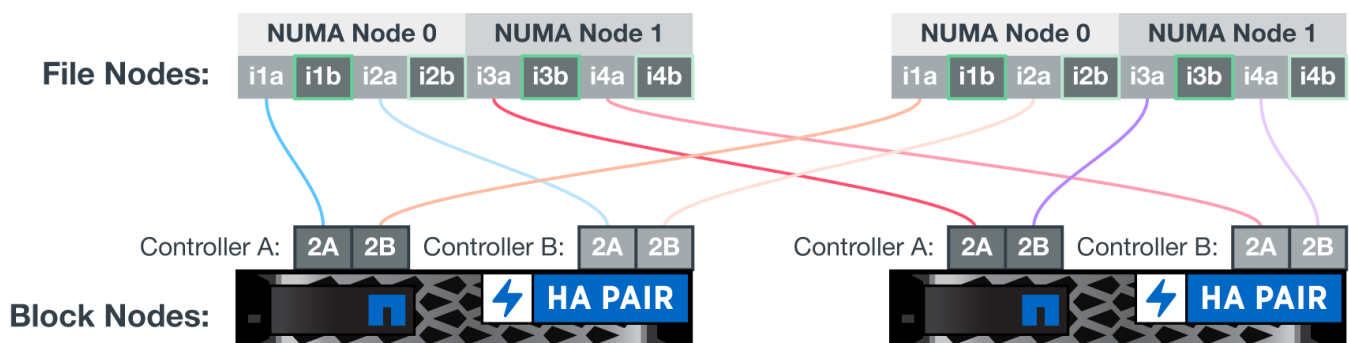 NUMA Node 0 NUMA Node 1 NUMA Node 0 NUMA Node 1
File Nodes: i1a i1b i2a i2b i3a i3b i4a i4b i1a i1b i2a i2b i3a i3b i4a i4b
Controller A: 2A 2B Controller B: 2A 2B Controller A: 2A 2B Controller B: 2A 2B
Block Nodes: HA PAIR HA PAIR